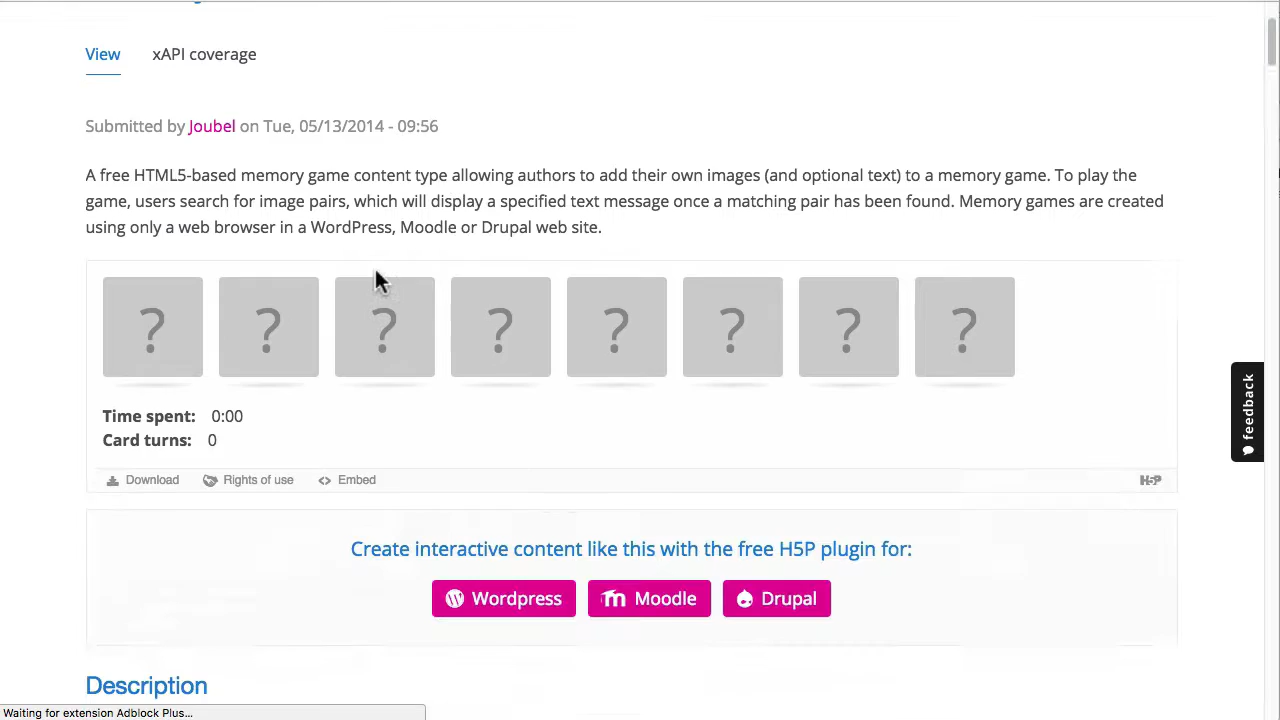 View xAPI coverage
Submitted by Joubel on Tue, 05/13/2014 - 09:56
A free HTML5-based memory game content type allowing authors to add their own images (and optional text) to a memory game. To play the
game, users search for image pairs, which will display a specified text message once a matching pair has been found. Memory games are created
using only a web browser in a WordPress, Moodle or Drupal web site.
? ? ? ? ? ? ? ?
Time spent: 0:00
Card turns: 0
Download Rights of use Embed H5P
feedback
Create interactive content like this with the free H5P plugin for:
Wordpress Moodle Drupal
Description
Waiting for extension Adblock Plus...